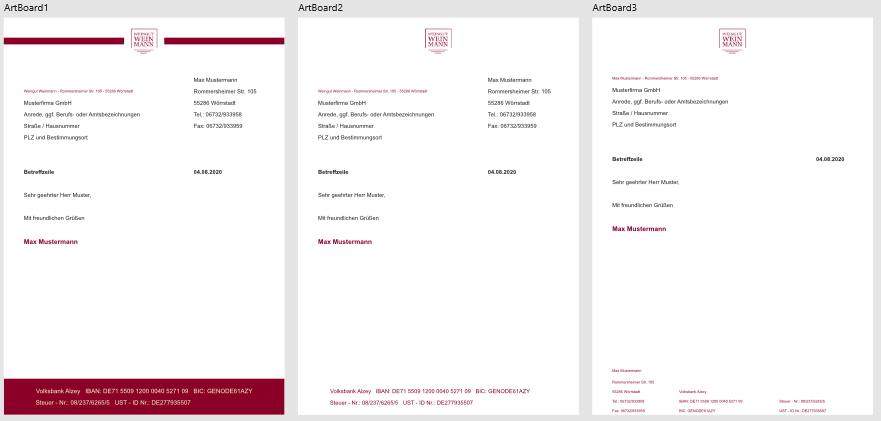 ArtBoard1
WEINGUT
WEIN
MANN
Max Mustermann
Weingut Weinmann - Rommersheimer Str. 105 - 55286 Wörrstadt
Rommersheimer Str. 105
Musterfirma GmbH
55286 Wörrstadt
Anrede, ggf. Berufs- oder Amtsbezeichnungen
Tel.: 06732/933958
Straße / Hausnummer
Fax: 06732/933959
PLZ und Bestimmungsort
Betreffzeile
04.08.2020
Sehr geehrter Herr Muster,
Mit freundlichen Grüßen
Max Mustermann
Volksbank Alzey IBAN: DE71 5509 1200 0040 5271 09 BIC: GENODE61AZY
Steuer - Nr.: 08/237/6265/5 UST - ID Nr.: DE277935507
ArtBoard2
WEINGUT
WEIN
MANN
Max Mustermann
Weingut Weinmann - Rommersheimer Str. 105 - 55286 Wörrstadt
Rommersheimer Str. 105
Musterfirma GmbH
55286 Wörrstadt
Anrede, ggf. Berufs- oder Amtsbezeichnungen
Tel.: 06732/933958
Straße / Hausnummer
Fax: 06732/933959
PLZ und Bestimmungsort
Betreffzeile
04.08.2020
Sehr geehrter Herr Muster,
Mit freundlichen Grüßen
Max Mustermann
Volksbank Alzey IBAN: DE71 5509 1200 0040 5271 09 BIC: GENODE61AZY
Steuer - Nr.: 08/237/6265/5 UST - ID Nr.: DE277935507
ArtBoard3
WEINGUT
WEIN
MANN
Max Mustermann - Rommersheimer Str. 105 - 55286 Wörrstadt
Musterfirma GmbH
Anrede, ggf. Berufs- oder Amtsbezeichnungen
Straße / Hausnummer
PLZ und Bestimmungsort
Betreffzeile
04.08.2020
Sehr geehrter Herr Muster,
Mit freundlichen Grüßen
Max Mustermann
Max Mustermann
Rommersheimer Str. 105
55286 Wörrstadt
Volksbank Alzey
Tel.: 06732/933958
IBAN: DE71 5509 1200 0040 5271 09
Steuer - Nr.: 08/237/6265/5
Fax: 06732/933959
BIC: GENODE61AZY
UST - ID Nr.: DE277935507